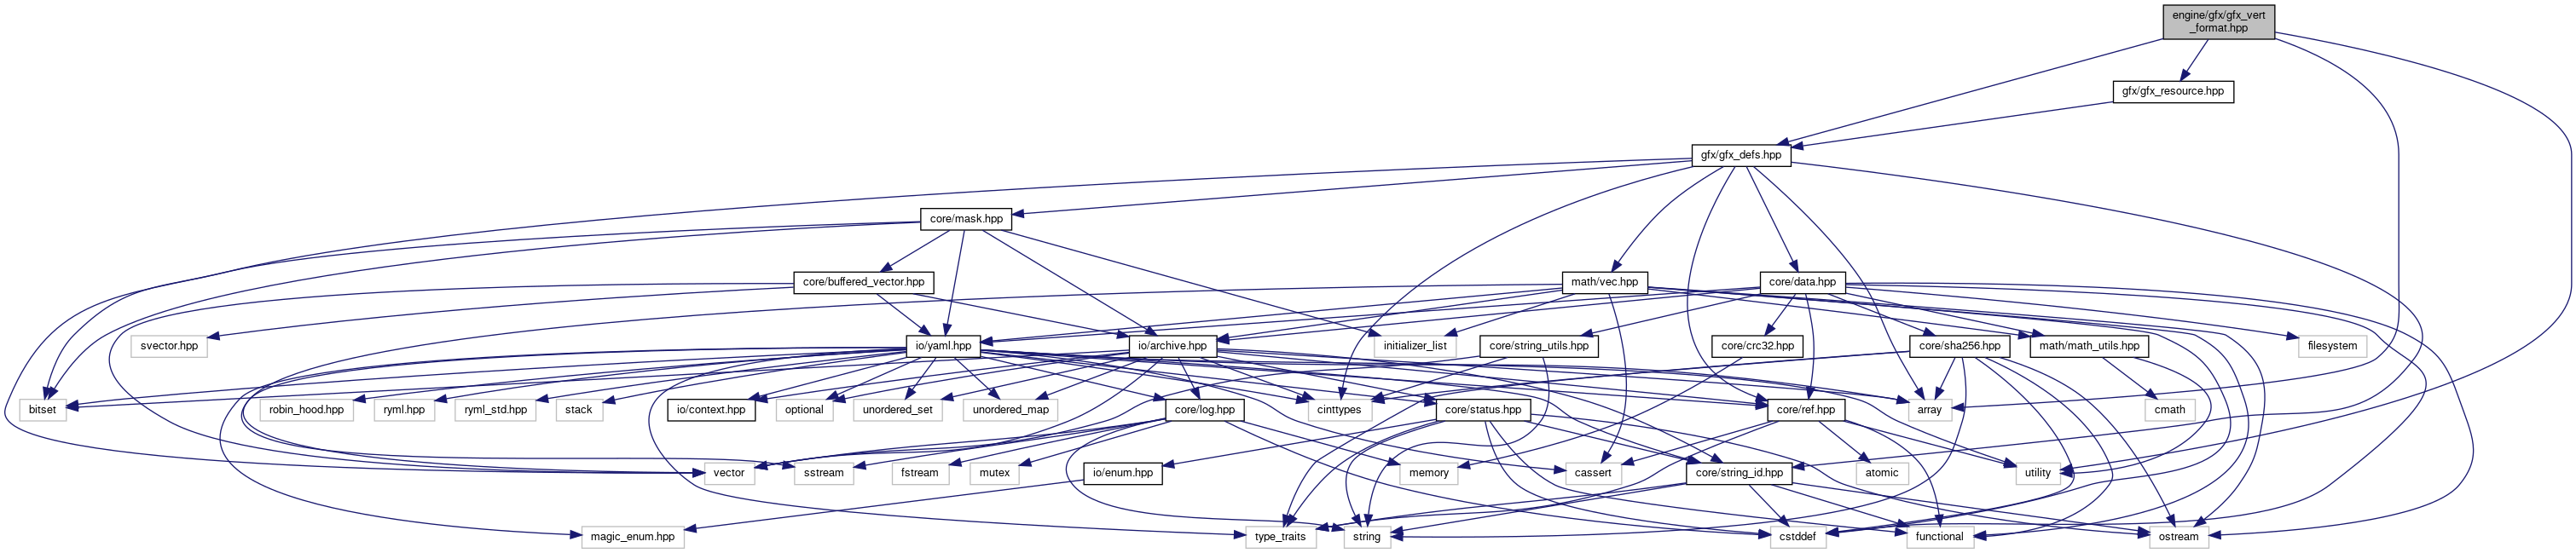 engine/gfx/gfx_vert
_format.hpp
gfx/gfx_resource.hpp
gfx/gfx_defs.hpp
core/mask.hpp
core/buffered_vector.hpp
math/vec.hpp
core/data.hpp
svector.hpp
io/yaml.hpp
io/archive.hpp
initializer_list
core/string_utils.hpp
core/crc32.hpp
core/sha256.hpp
math/math_utils.hpp
filesystem
bitset
robin_hood.hpp
ryml.hpp
ryml_std.hpp
stack
io/context.hpp
optional
unordered_set
unordered_map
core/log.hpp
cinttypes
core/status.hpp
core/ref.hpp
array
cmath
vector
sstream
fstream
mutex
io/enum.hpp
memory
cassert
core/string_id.hpp
atomic
utility
magic_enum.hpp
type_traits
string
cstddef
functional
ostream